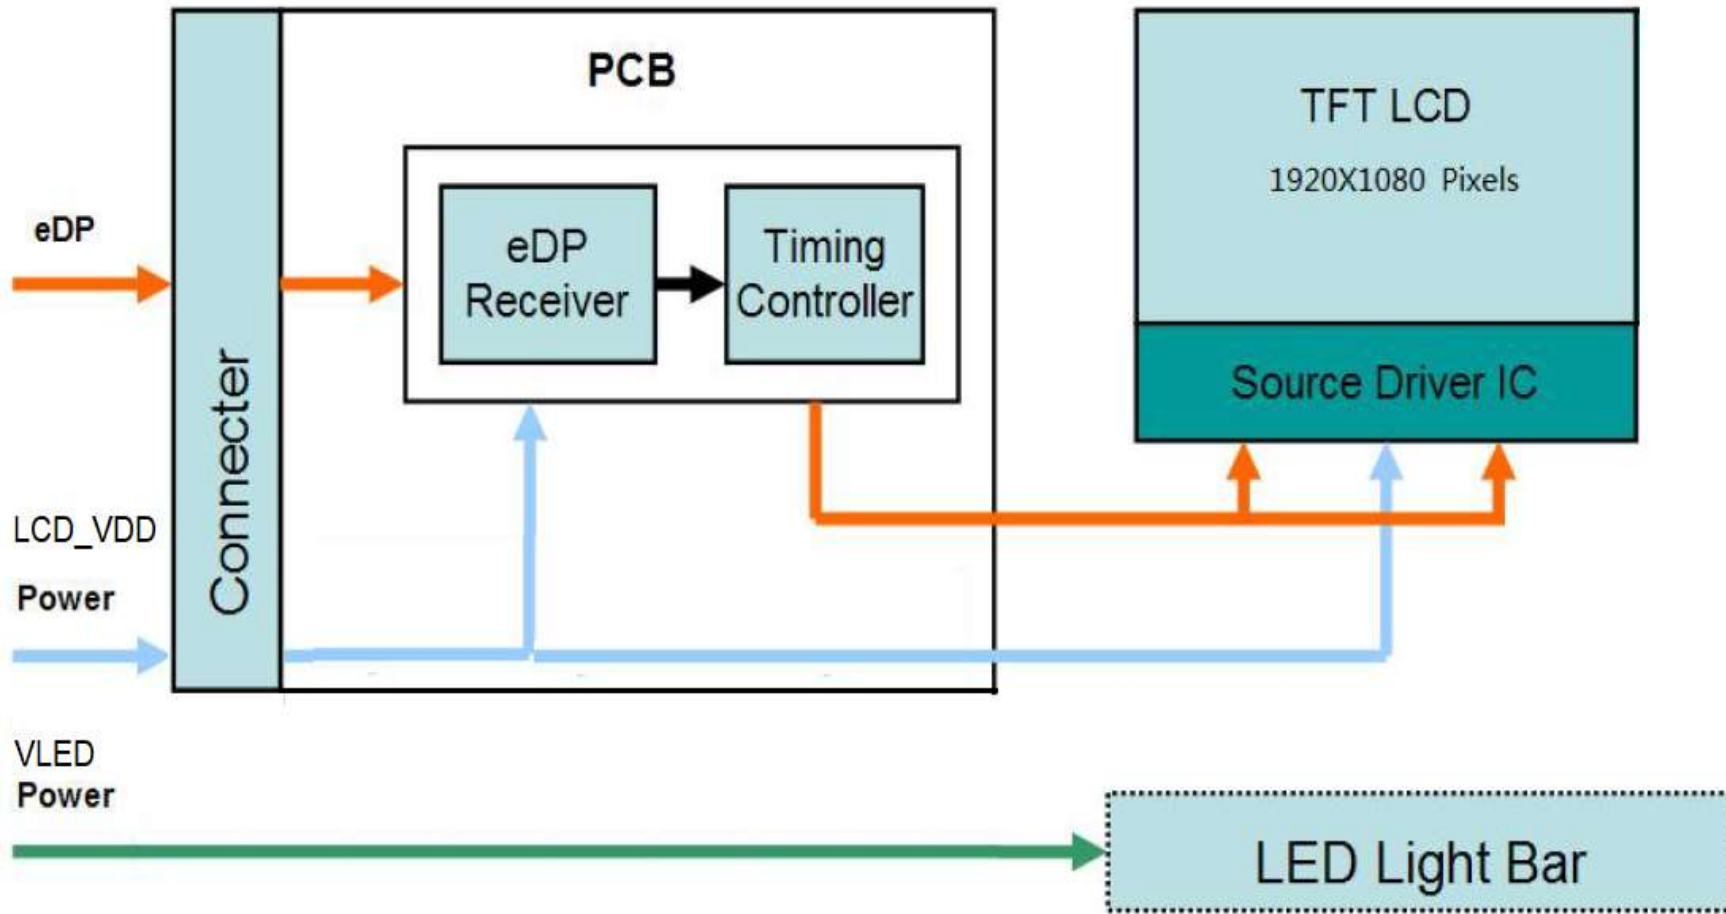 PCB
TFT LCD
1920X1080 Pixels
eDP
eDP
Receiver
Timing
Controller
Source Driver IC
Connecter
LCD_VDD
Power
VLED
Power
LED Light Bar